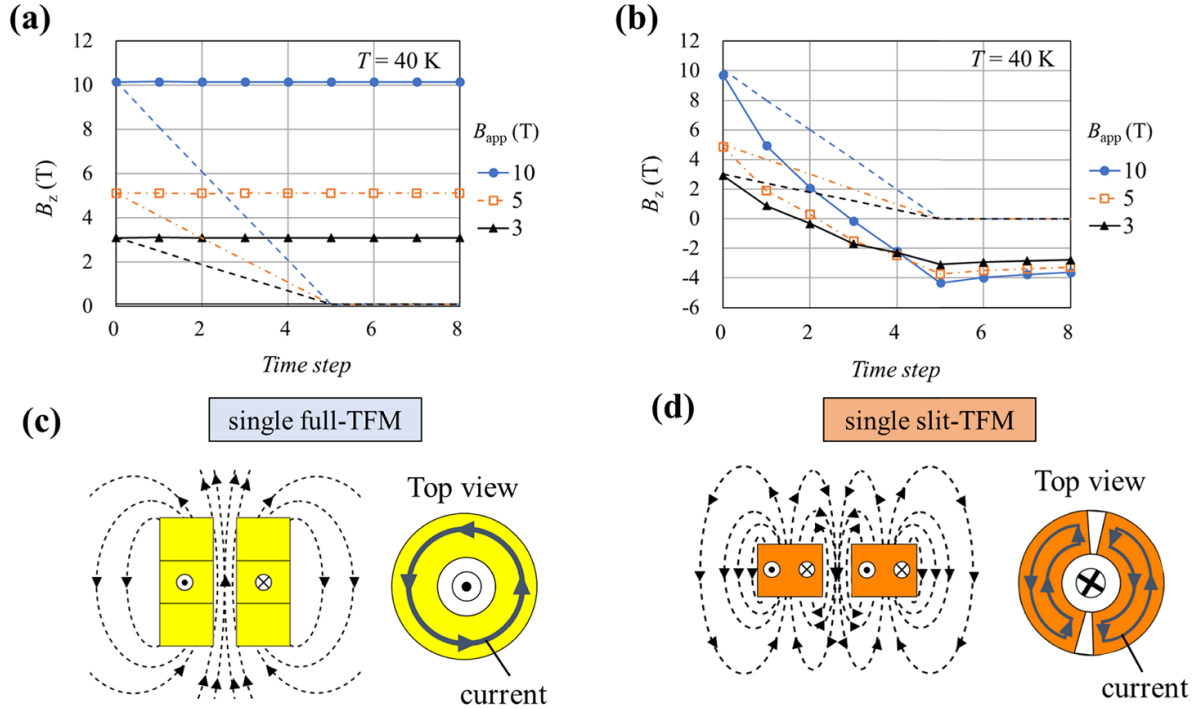 (a)
12
10
8
6
4
2
0
B_z (T)
T = 40 K
0 2 4 6 8
Time step
B_app (T)
10
5
3
(b)
12
10
8
6
4
2
0
-2
-4
-6
B_z (T)
T = 40 K
0 2 4 6 8
Time step
B_app (T)
10
5
3
(c)
single full-TFM
Top view
current
(d)
single slit-TFM
Top view
current